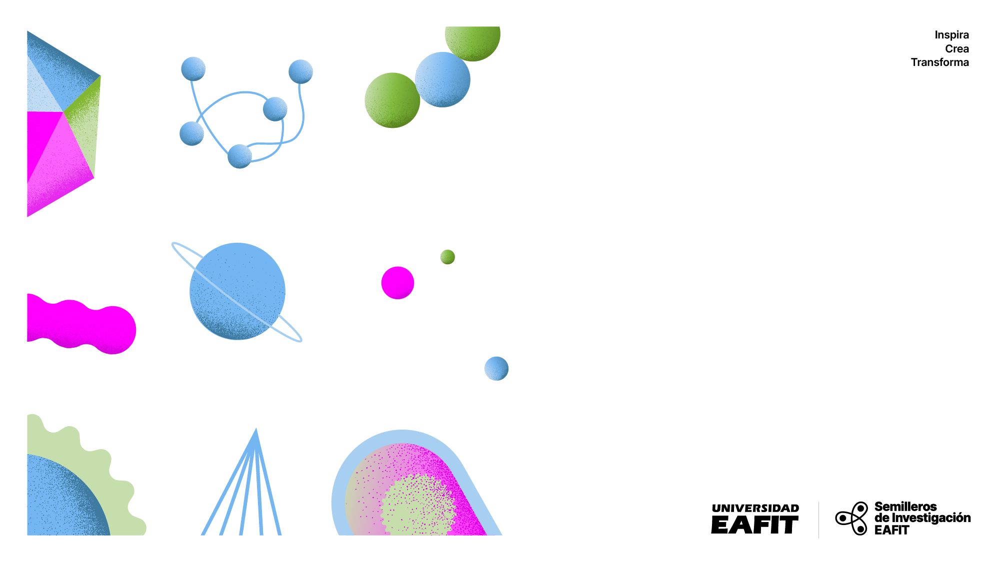 Inspira
Crea
Transforma
UNIVERSIDAD
EAFIT
Semilleros
de Investigación
EAFIT